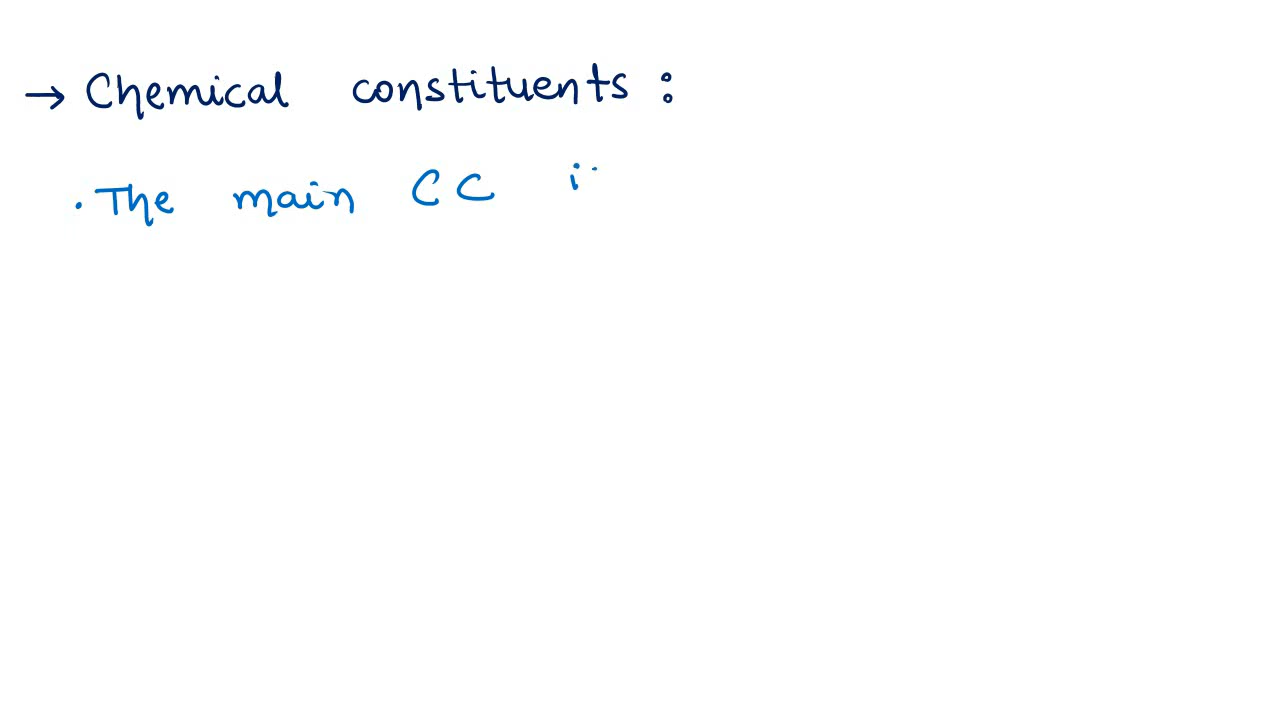 → Chemical constituents :
. The main CC